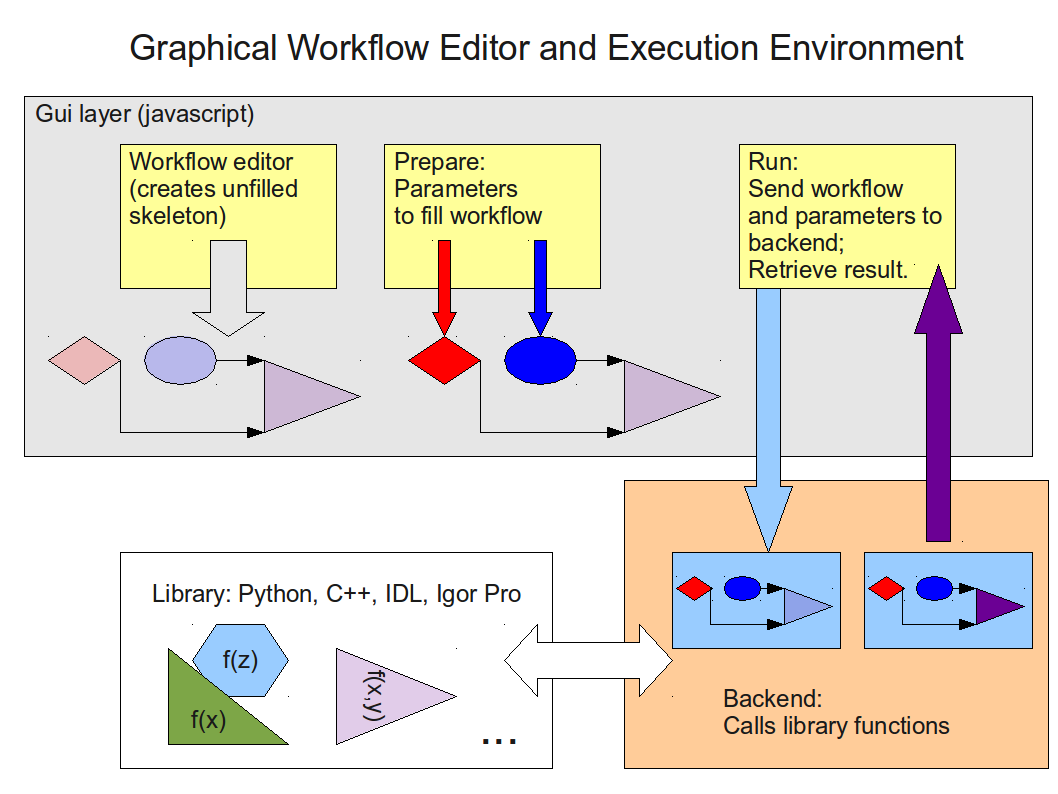 Graphical Workflow Editor and Execution Environment
Gui layer (javascript)
Workflow editor
(creates unfilled
skeleton)
Prepare:
Parameters
to fill workflow
Run:
Send workflow
and parameters to
backend;
Retrieve result.
Library: Python, C++, IDL, Igor Pro
f(z)
f(x)
f(x,y)
...
Backend:
Calls library functions